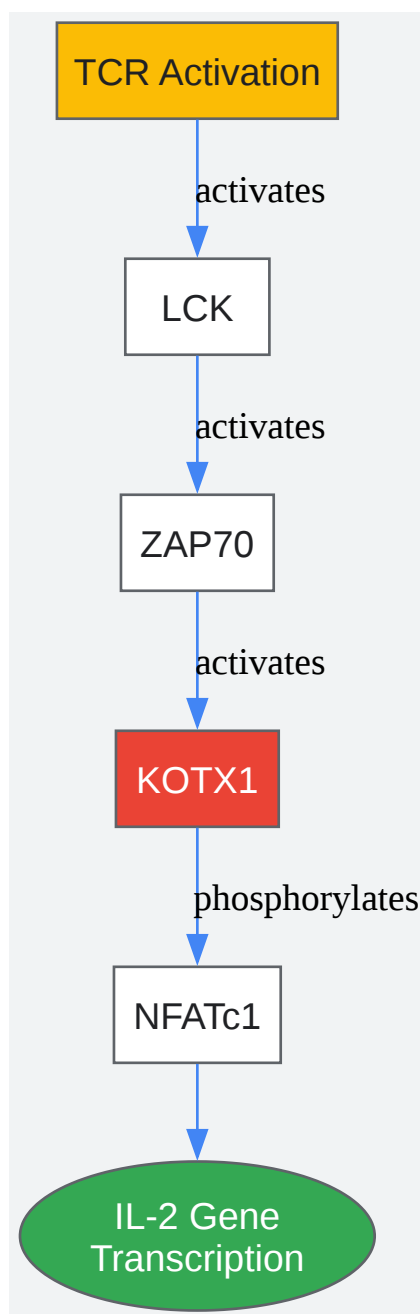 TCR Activation
activates
LCK
activates
ZAP70
activates
KOTX1
phosphorylates
NFATc1
IL-2 Gene
Transcription